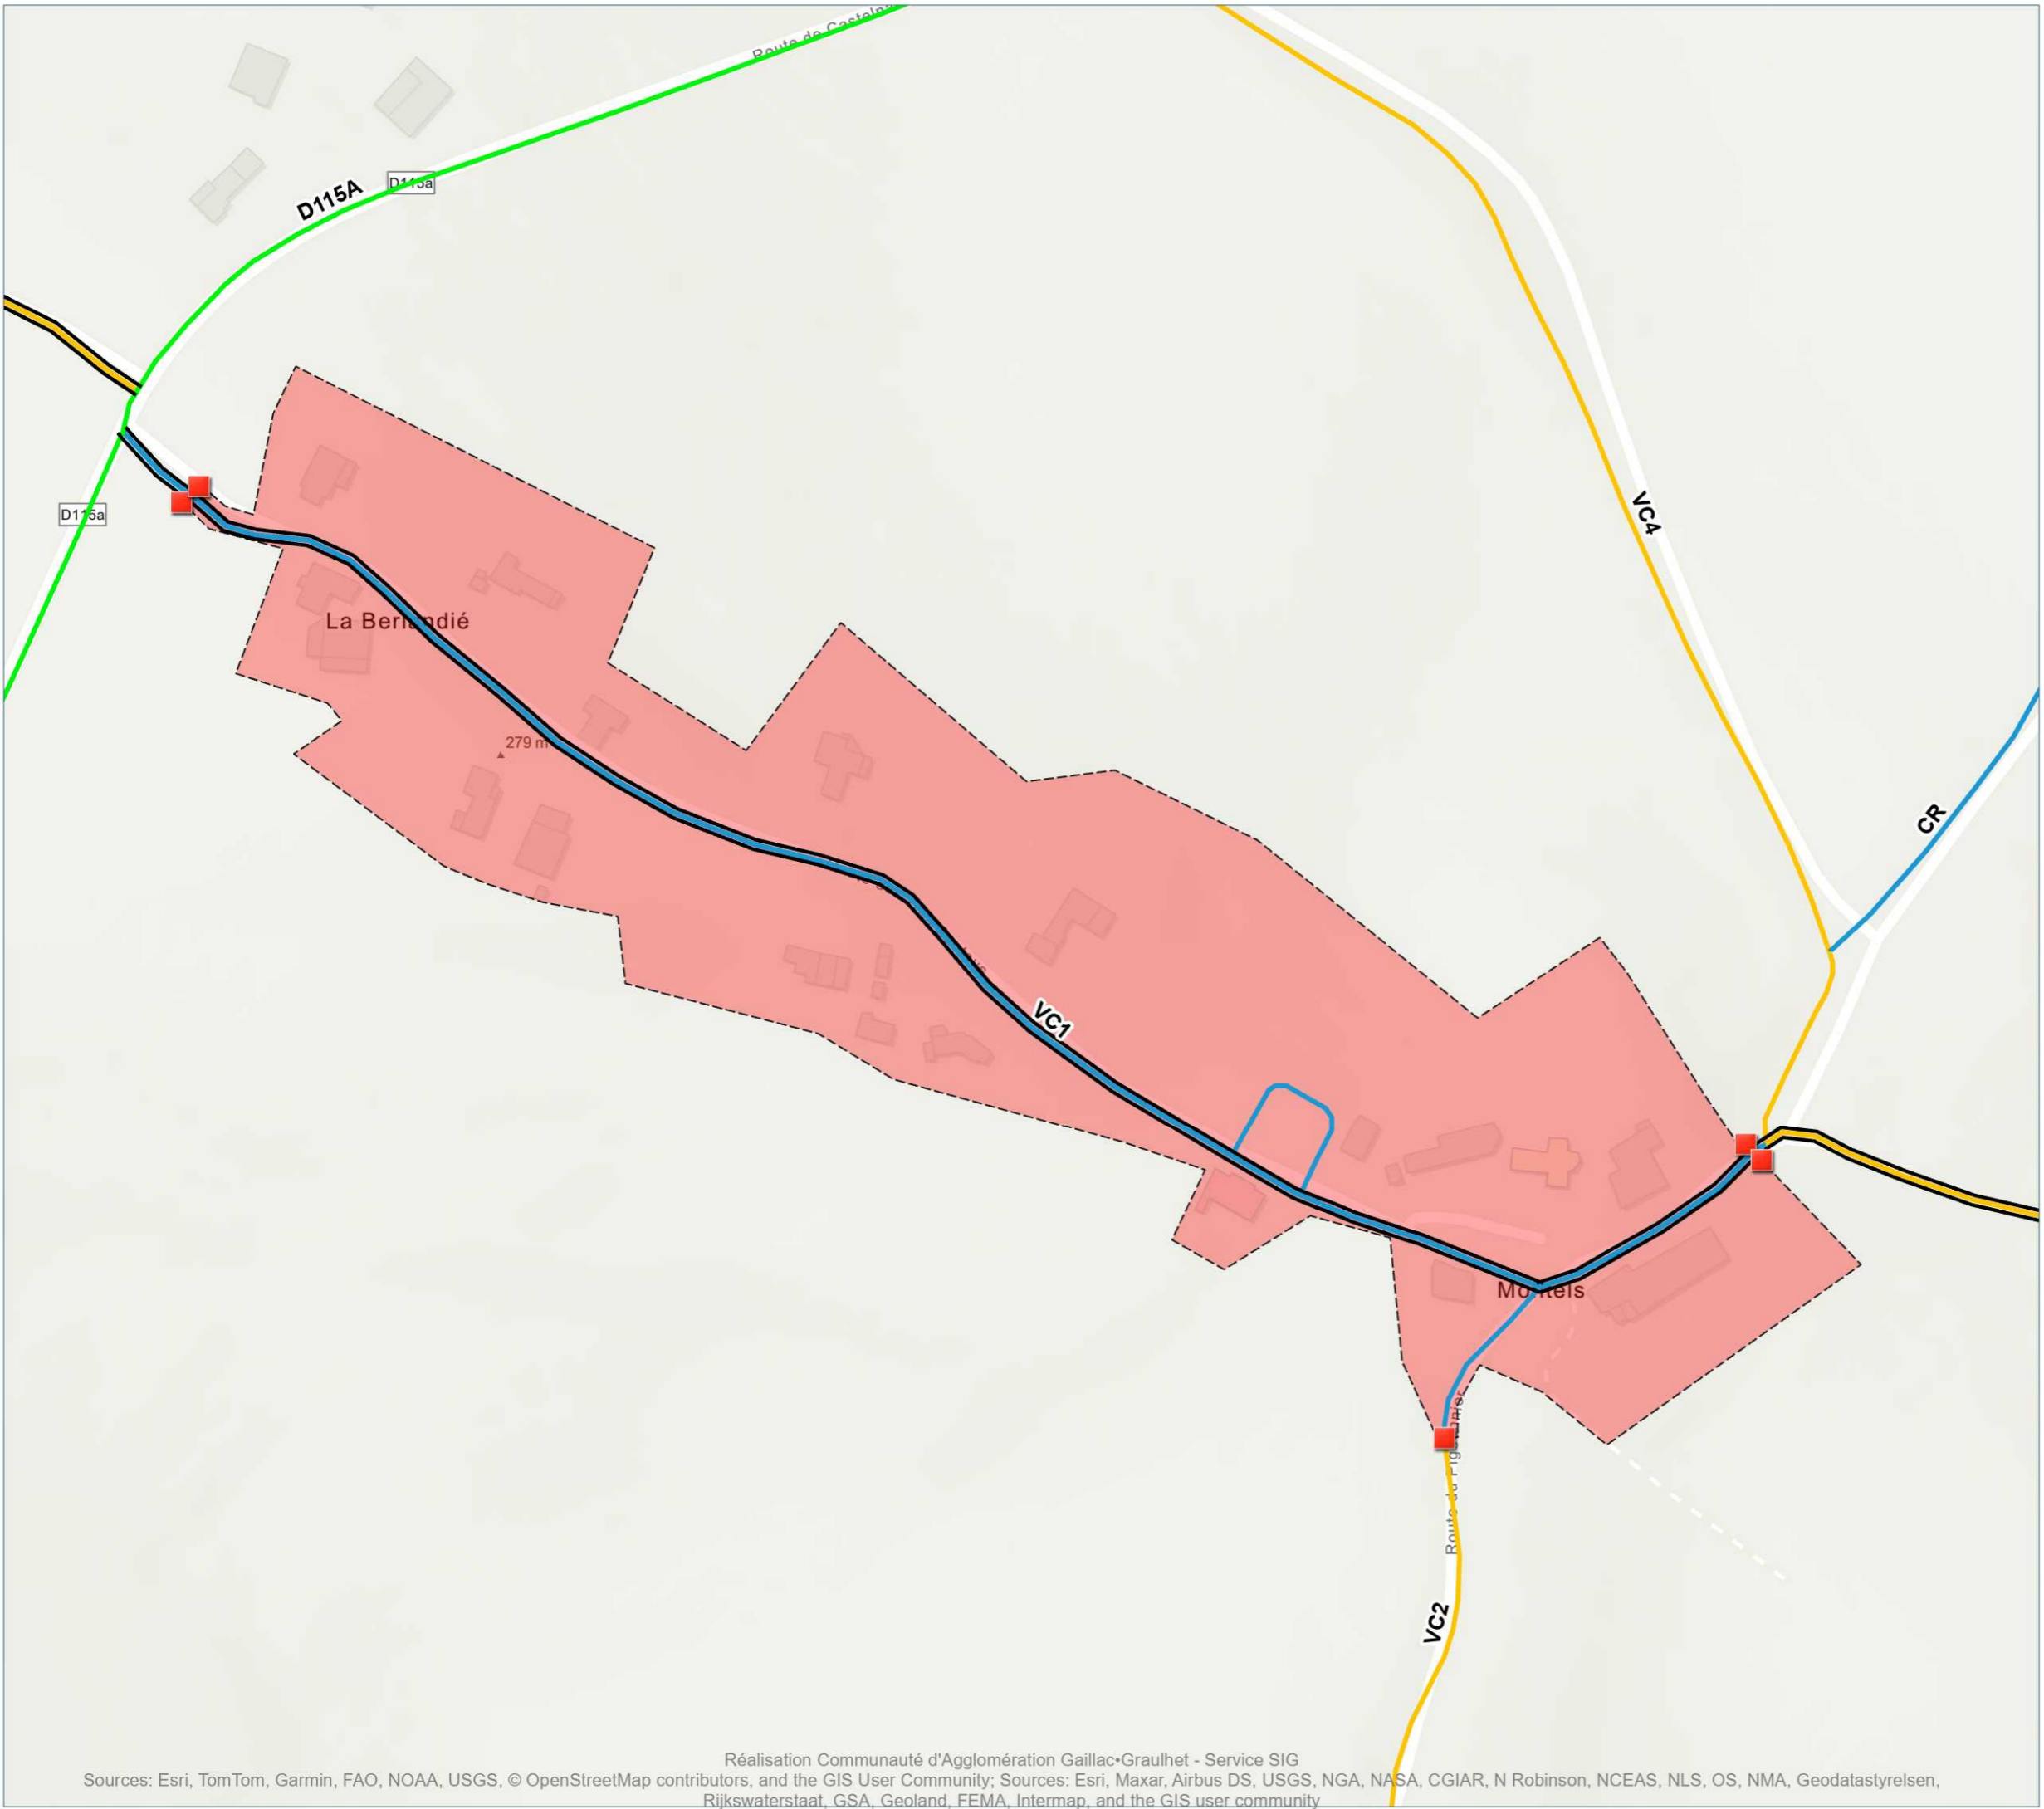 Route de Castelna
D115a
D115A
D115a
VC4
La Berlandié
279 m
CR
VC1
Montels
Route du Pigeonnier
VC2
Réalisation Communauté d'Agglomération Gaillac•Graulhet - Service SIG
Sources: Esri, TomTom, Garmin, FAO, NOAA, USGS, © OpenStreetMap contributors, and the GIS User Community; Sources: Esri, Maxar, Airbus DS, USGS, NGA, NASA, CGIAR, N Robinson, NCEAS, NLS, OS, NMA, Geodatastyrelsen,
Rijkswaterstaat, GSA, Geoland, FEMA, Intermap, and the GIS user community